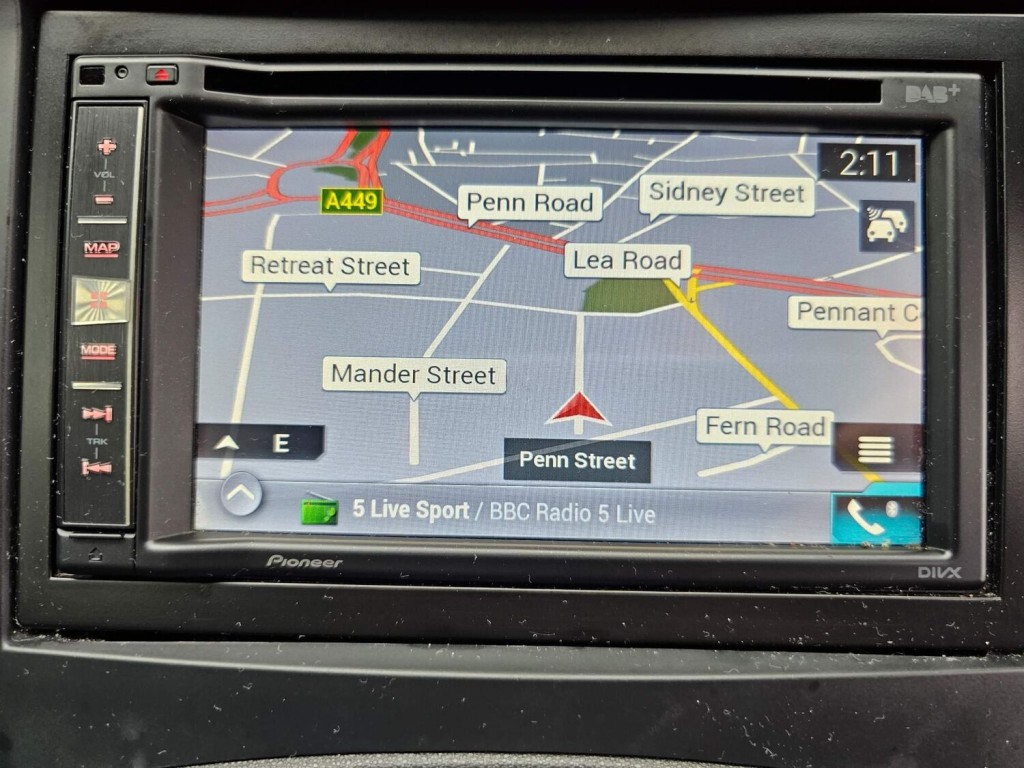 DAB+
VOL
MAP
MODE
TRK
2:11
Sidney Street
Penn Road
A449
Lea Road
Retreat Street
Pennant C
Mander Street
Fern Road
E
Penn Street
5 Live Sport / BBC Radio 5 Live
Pioneer
DIVX